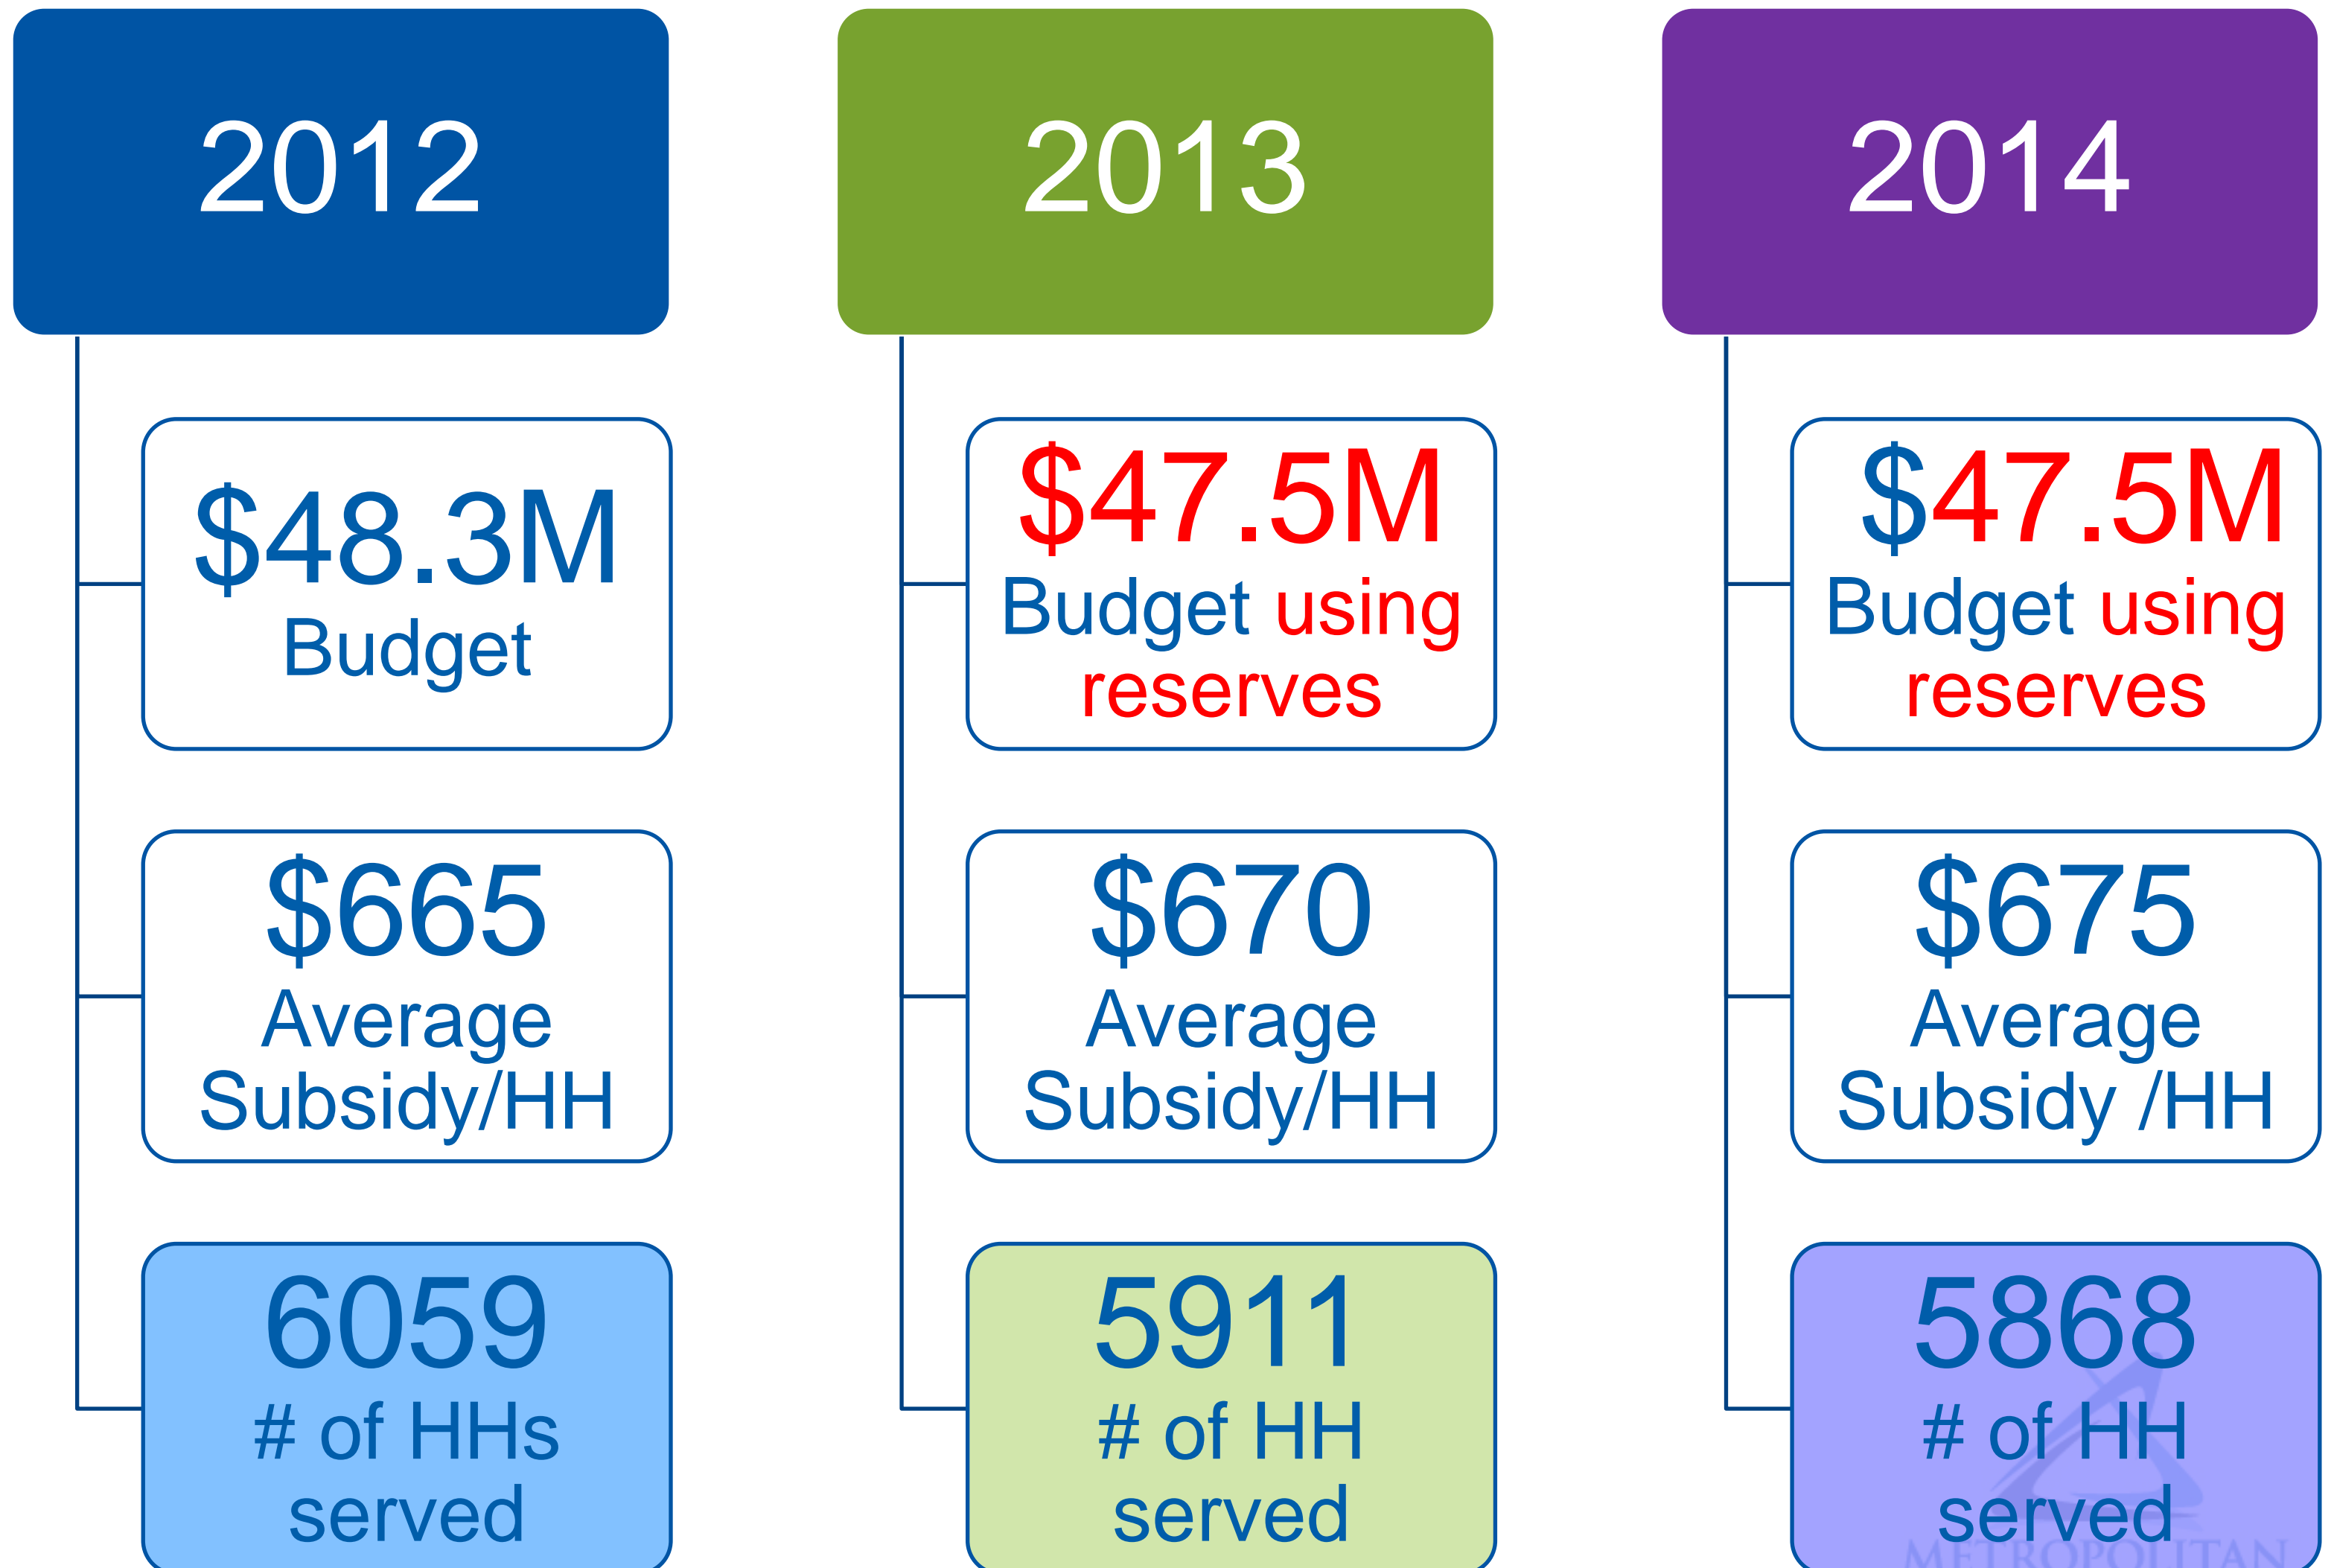 2012
$48.3M
Budget
$665
Average
Subsidy/HH
6059
# of HHs
served
2013
$47.5M
Budget using
reserves
$670
Average
Subsidy/HH
5911
# of HH
served
2014
$47.5M
Budget using
reserves
$675
Average
Subsidy /HH
5868
# of HH
served
METROPOLITAN